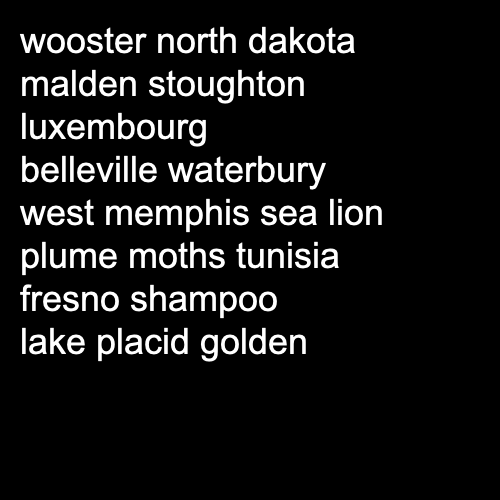 wooster north dakota
malden stoughton
luxembourg
belleville waterbury
west memphis sea lion
plume moths tunisia
fresno shampoo
lake placid golden